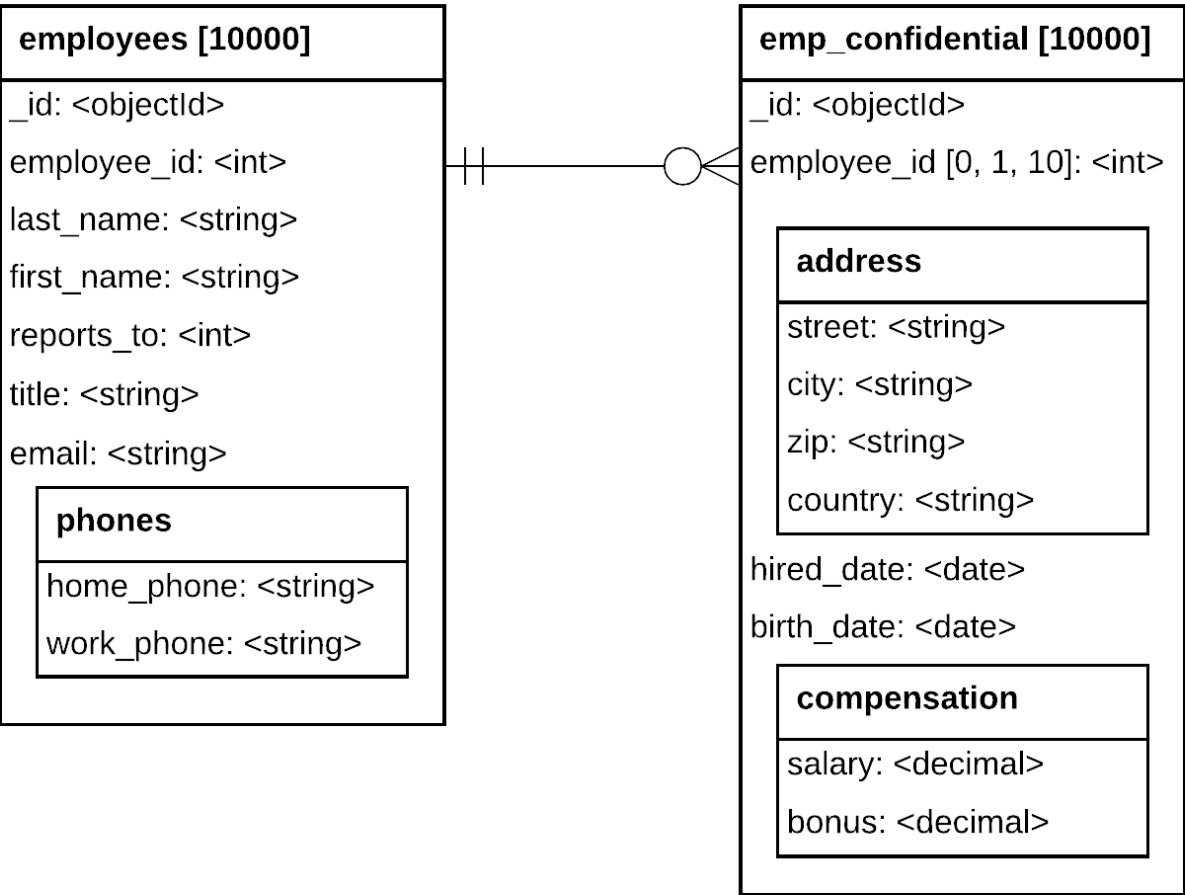 employees [10000]
_id: <objectId>
employee_id: <int>
last_name: <string>
first_name: <string>
reports_to: <int>
title: <string>
email: <string>
phones
home_phone: <string>
work_phone: <string>
emp_confidential [10000]
_id: <objectId>
employee_id [0, 1, 10]: <int>
address
street: <string>
city: <string>
zip: <string>
country: <string>
hired_date: <date>
birth_date: <date>
compensation
salary: <decimal>
bonus: <decimal>